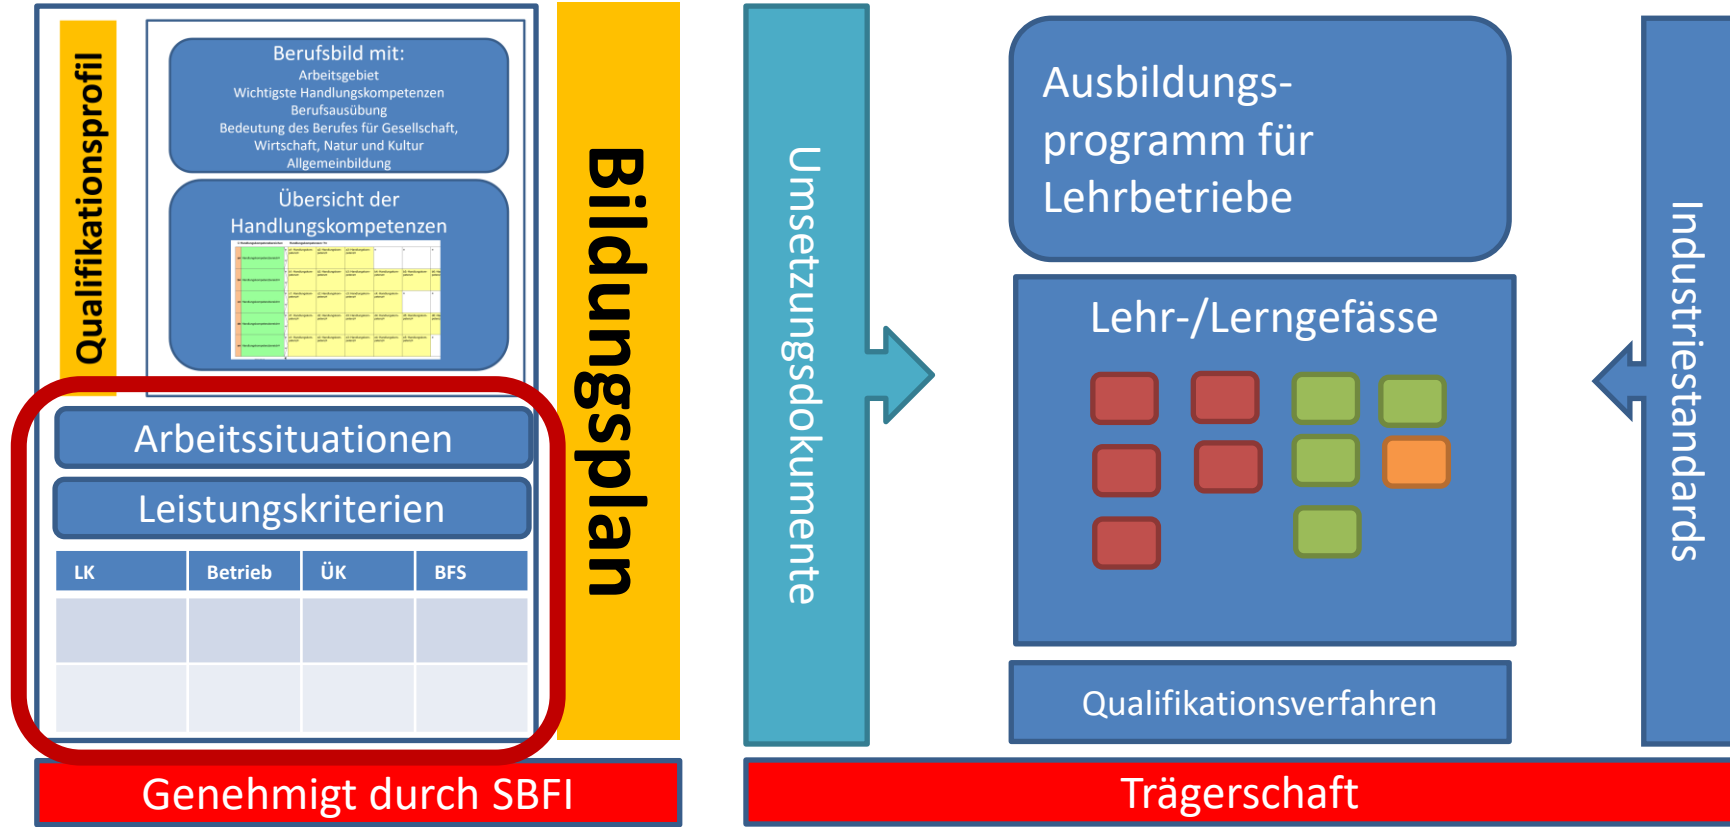 Qualifikationsprofil
Berufsbild mit:
Arbeitsgebiet
Wichtigste Handlungskompetenzen
Berufsausübung
Bedeutung des Berufes für Gesellschaft,
Wirtschaft, Natur und Kultur
Allgemeinbildung
Übersicht der
Handlungskompetenzen
Arbeitssituationen
Leistungskriterien
LK Betrieb ÜK BFS
Bildungsplan
Genehmigt durch SBFI
Umsetzungsdokumente
Ausbildungs-
programm für
Lehrbetriebe
Lehr-/Lerngefässe
Qualifikationsverfahren
Industriestandards
Trägerschaft